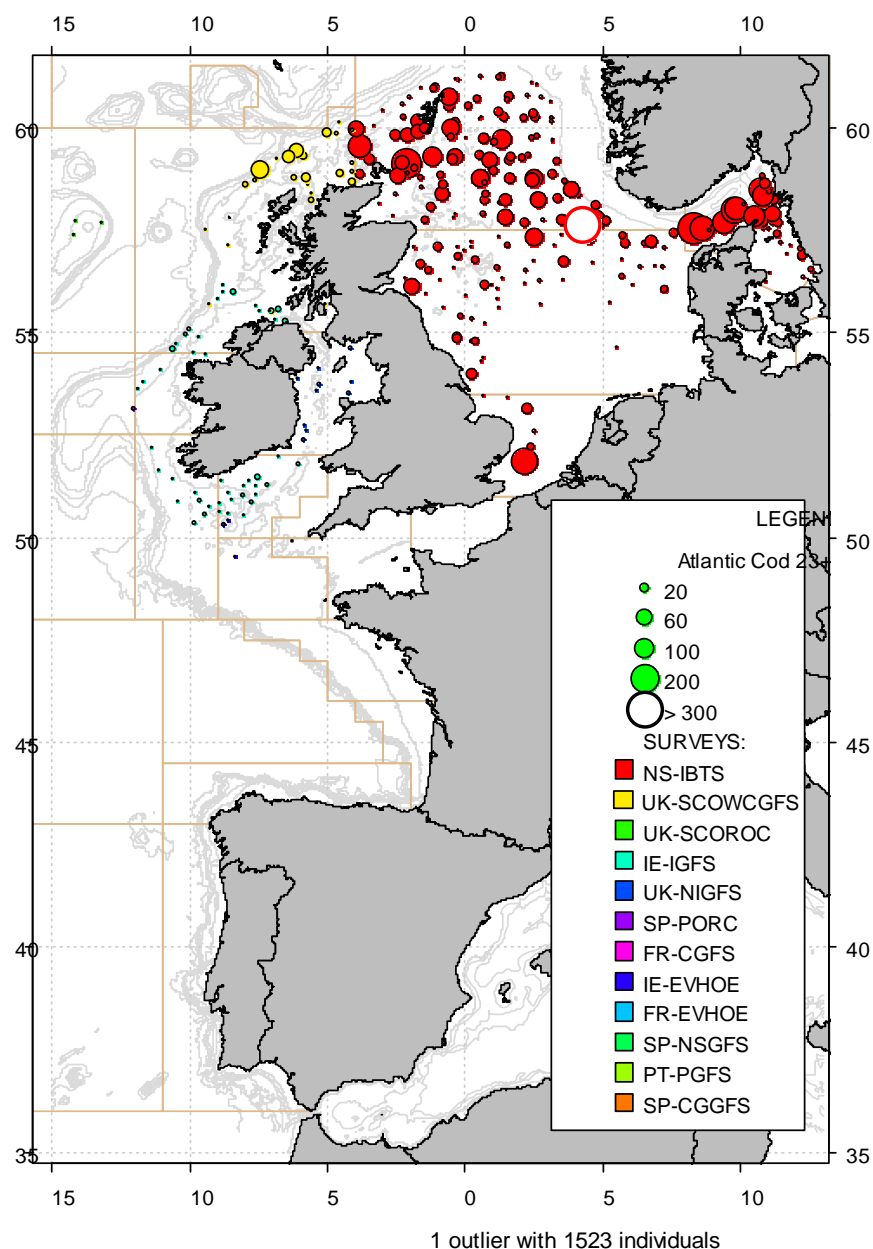 15 10 5 0 5 10
60 60
55 55
50 50
45 45
40 40
35 35
LEGEN
Atlantic Cod 23+
20
60
100
200
> 300
SURVEYS:
NS-IBTS
UK-SCOWCGFS
UK-SCOROC
IE-IGFS
UK-NIGFS
SP-PORC
FR-CGFS
IE-EVHOE
FR-EVHOE
SP-NSGFS
PT-PGFS
SP-CGGFS
15 10 5 0 5 10
1 outlier with 1523 individuals